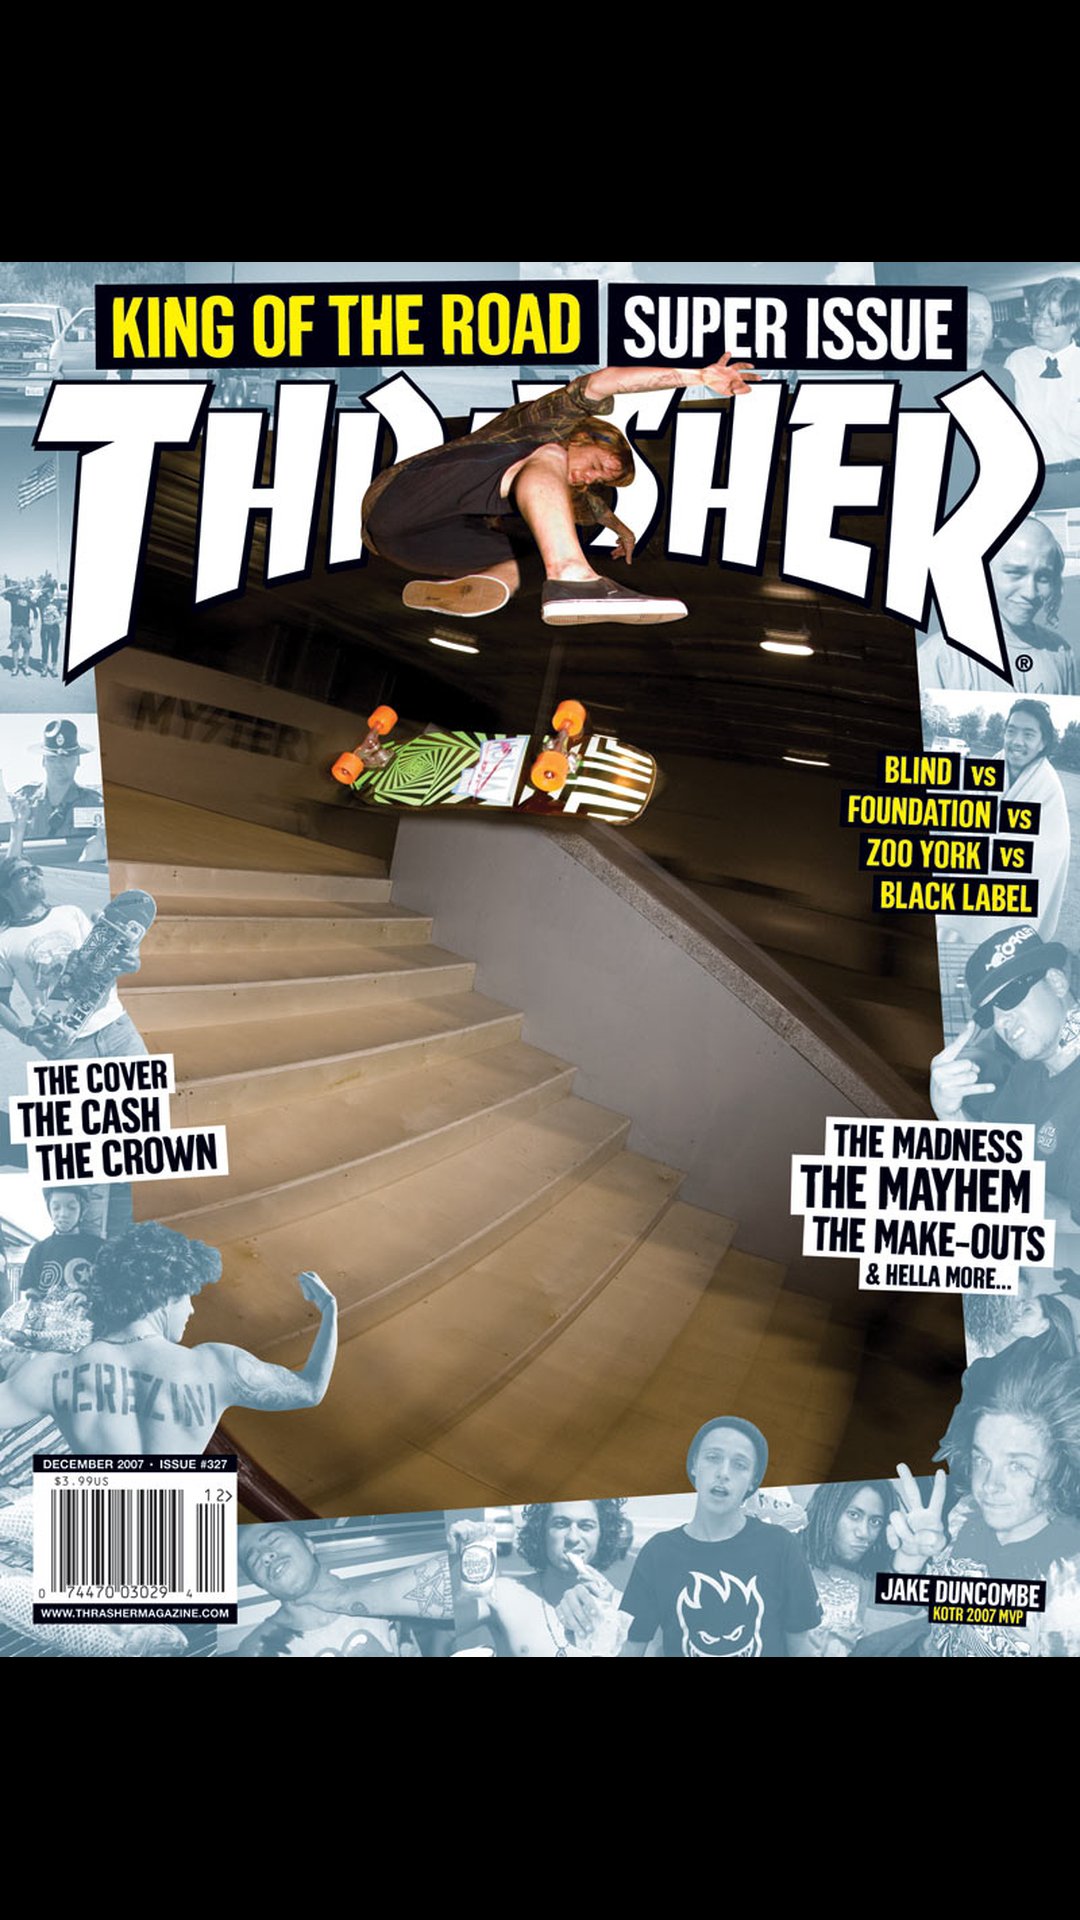 KING OF THE ROAD SUPER ISSUE
THRASHER
®
MYSTERY
BLIND vs
FOUNDATION vs
ZOO YORK vs
BLACK LABEL
THE COVER
THE CASH
THE CROWN
THE MADNESS
THE MAYHEM
THE MAKE-OUTS
& HELLA MORE...
CEREZINI
DECEMBER 2007 · ISSUE #327
$3.99US
12>
0 74470 03029 4
WWW.THRASHERMAGAZINE.COM
JAKE DUNCOMBE
KOTR 2007 MVP